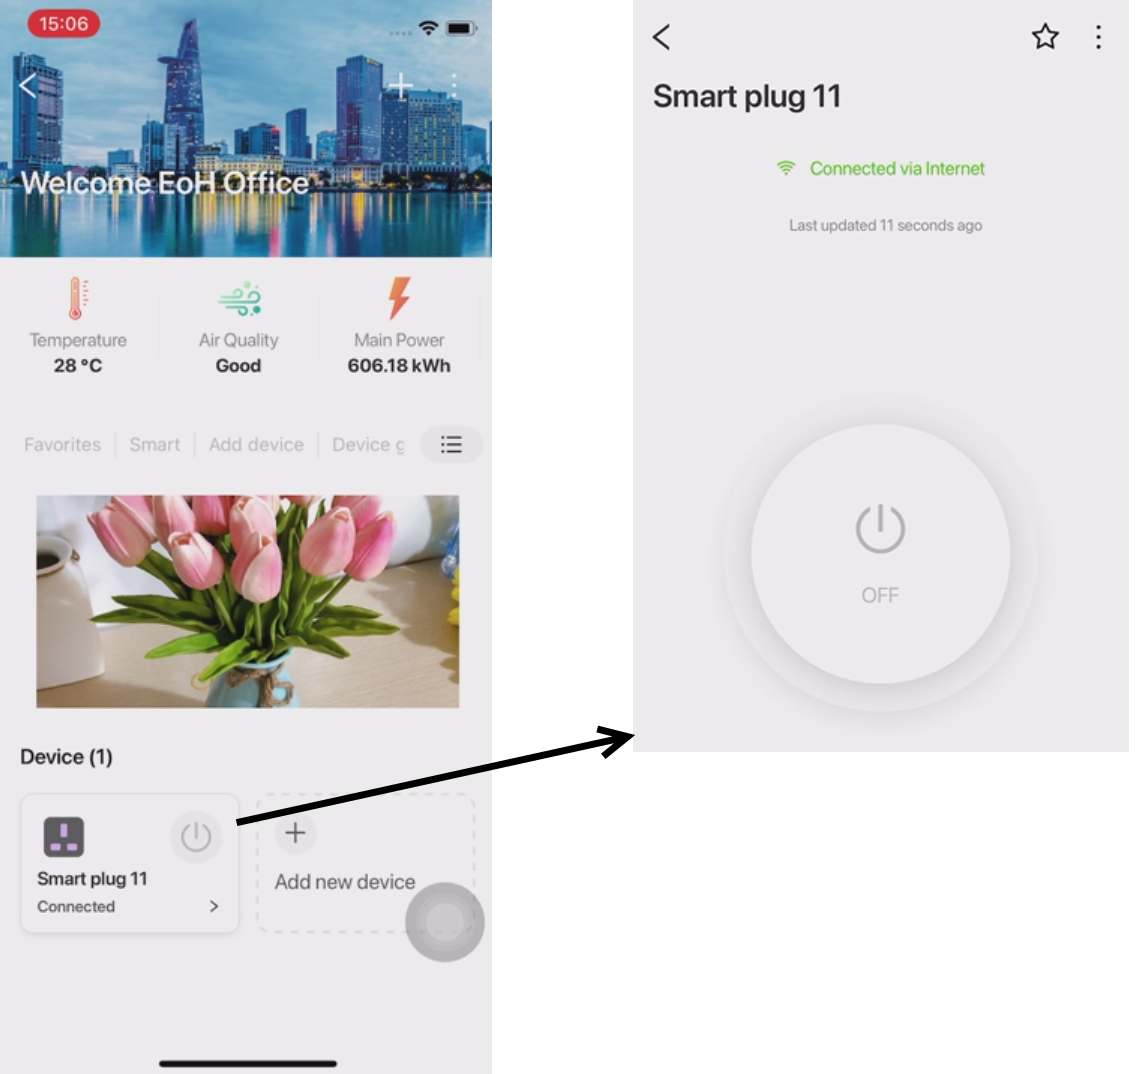 15:06
Welcome EoH Office
Temperature
28 °C
Air Quality
Good
Main Power
606.18 kWh
Favorites
Smart
Add device
Device g
Device (1)
Smart plug 11
Connected
Add new device
Smart plug 11
Connected via Internet
Last updated 11 seconds ago
OFF